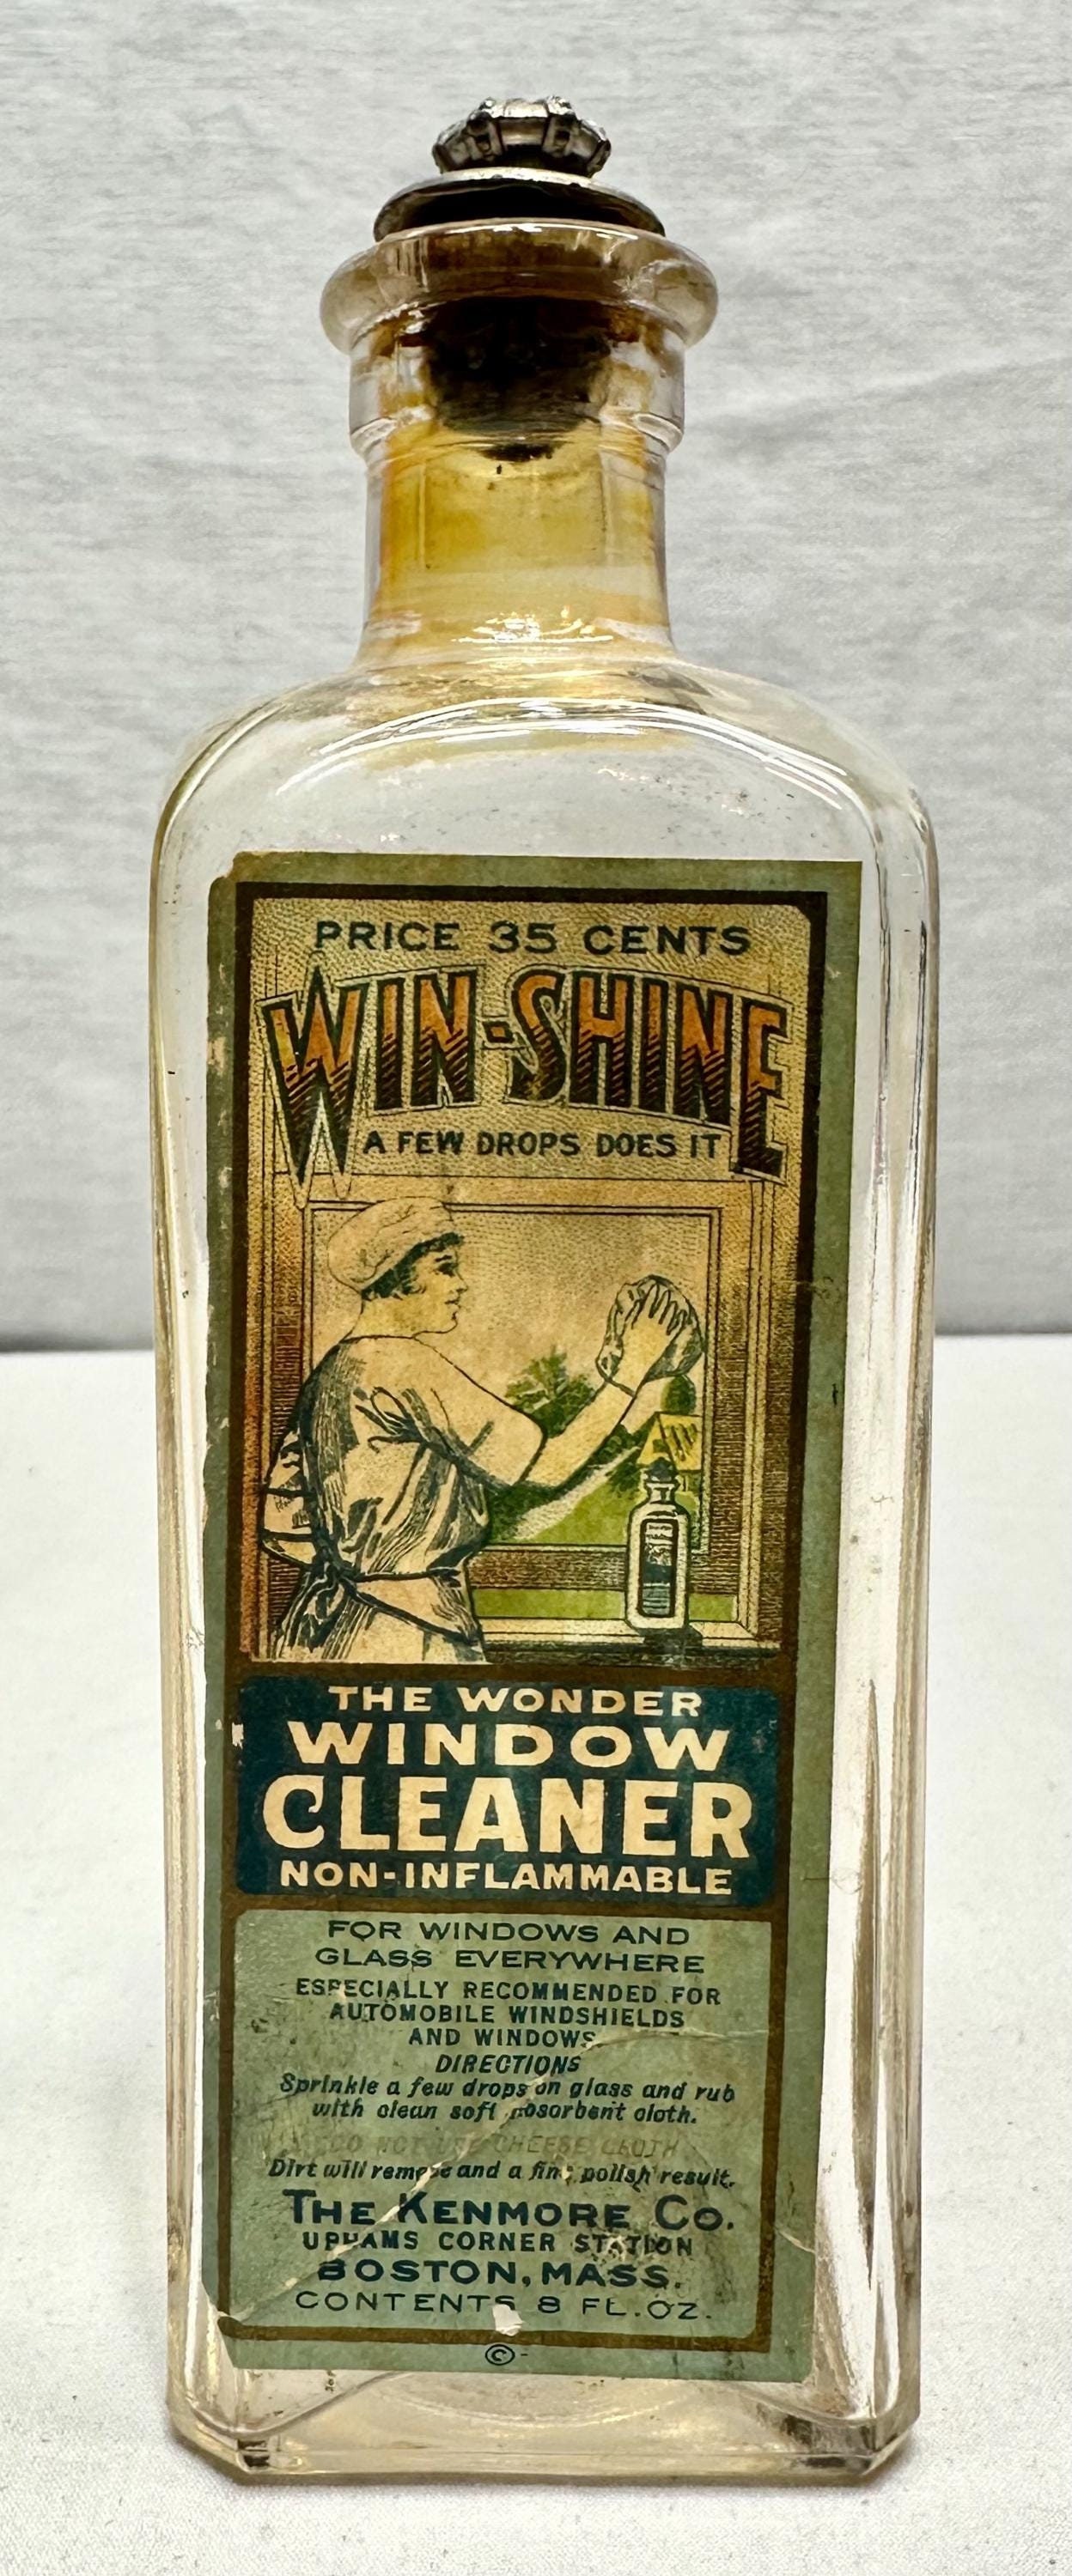 PRICE 35 CENTS
WIN-SHINE
A FEW DROPS DOES IT
THE WONDER
WINDOW
CLEANER
NON-INFLAMMABLE
FOR WINDOWS AND
GLASS EVERYWHERE
ESPECIALLY RECOMMENDED FOR
AUTOMOBILE WINDSHIELDS
AND WINDOWS
DIRECTIONS
Sprinkle a few drops on glass and rub
with clean soft absorbent cloth.
DO NOT USE CHEESE CLOTH
Dirt will remove and a fine polish result.
THE KENMORE CO.
UPHAMS CORNER STATION
BOSTON, MASS.
CONTENTS 8 FL. OZ.
©-